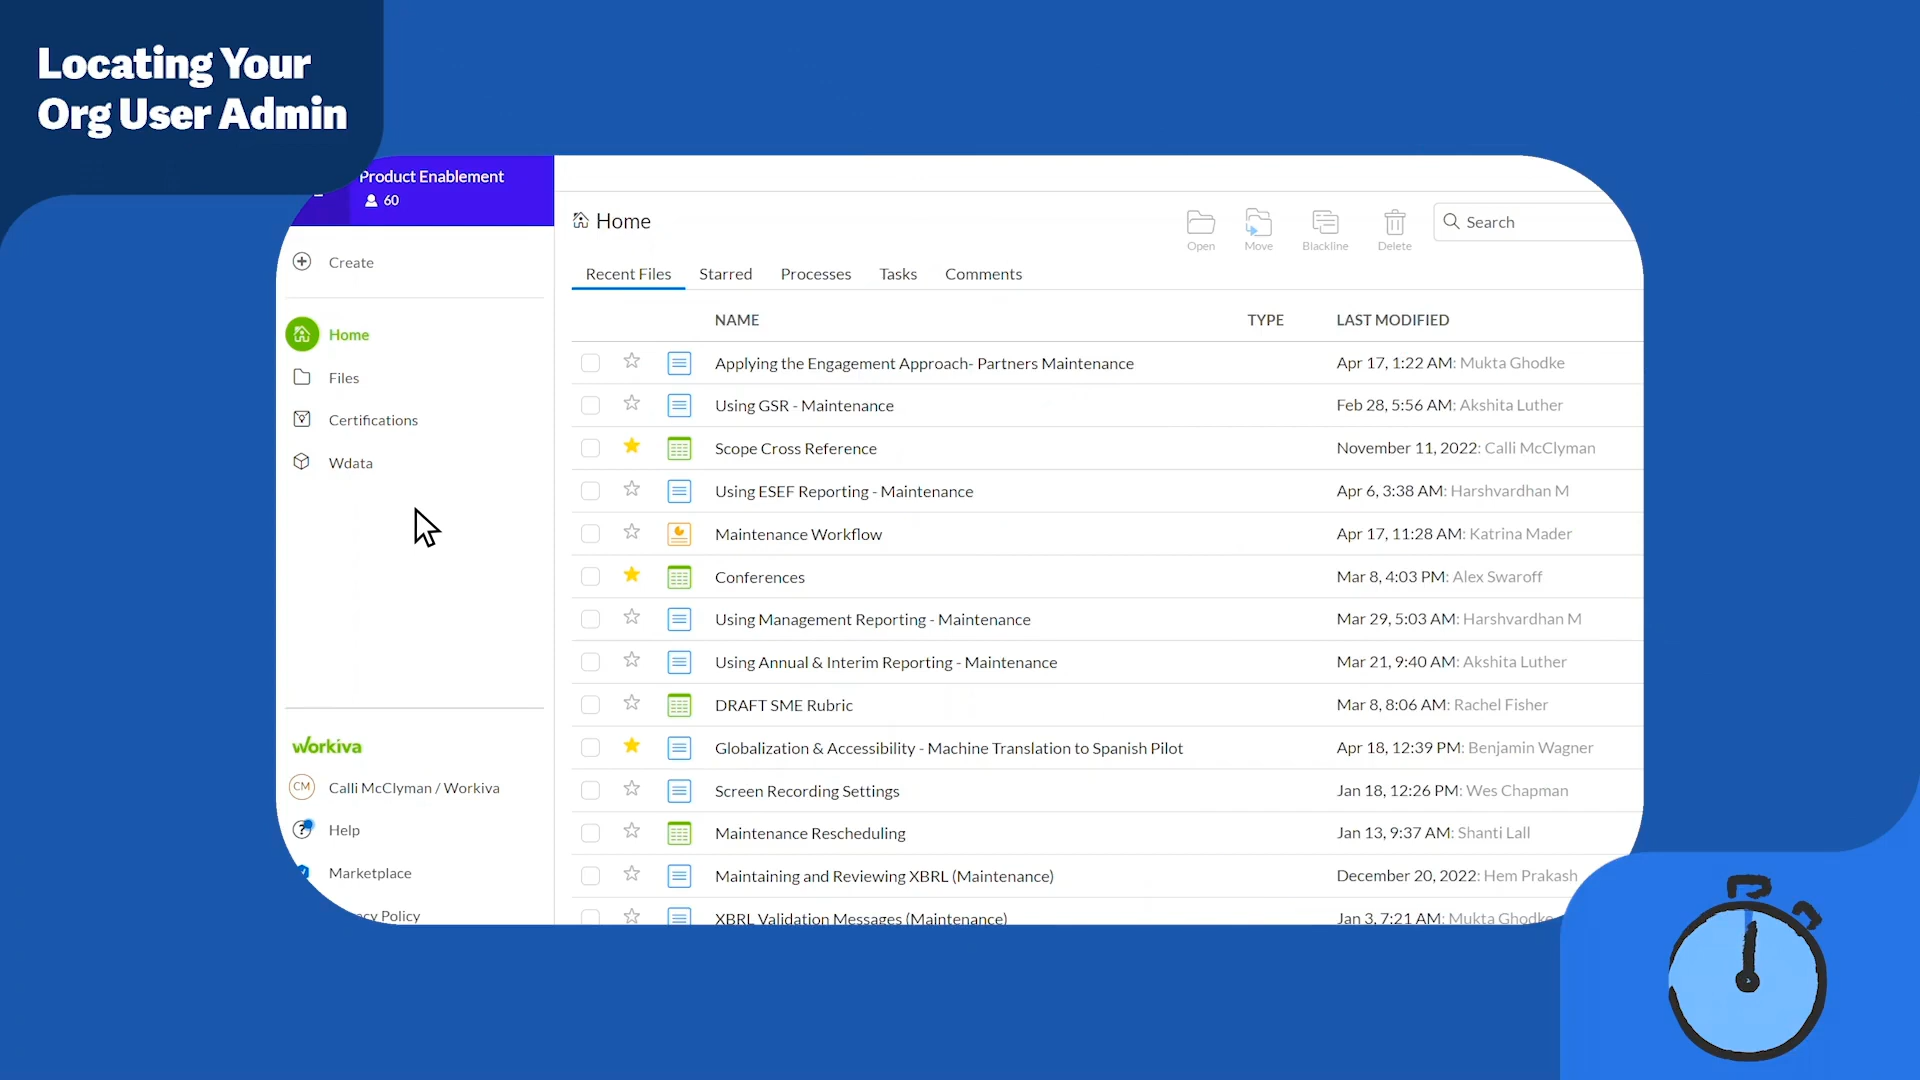 Locating Your
Org User Admin
Product Enablement
60
Create
Home
Files
Certifications
Wdata
workiva
CM
Calli McClyman / Workiva
? Help
Marketplace
cy Policy
Home
Open
Move
Blackline
Delete
Search
Recent Files Starred Processes Tasks Comments
NAME TYPE LAST MODIFIED
Applying the Engagement Approach- Partners Maintenance Apr 17, 1:22 AM: Mukta Ghodke
Using GSR - Maintenance Feb 28, 5:56 AM: Akshita Luther
Scope Cross Reference November 11, 2022: Calli McClyman
Using ESEF Reporting - Maintenance Apr 6, 3:38 AM: Harshvardhan M
Maintenance Workflow Apr 17, 11:28 AM: Katrina Mader
Conferences Mar 8, 4:03 PM: Alex Swaroff
Using Management Reporting - Maintenance Mar 29, 5:03 AM: Harshvardhan M
Using Annual & Interim Reporting - Maintenance Mar 21, 9:40 AM: Akshita Luther
DRAFT SME Rubric Mar 8, 8:06 AM: Rachel Fisher
Globalization & Accessibility - Machine Translation to Spanish Pilot Apr 18, 12:39 PM: Benjamin Wagner
Screen Recording Settings Jan 18, 12:26 PM: Wes Chapman
Maintenance Rescheduling Jan 13, 9:37 AM: Shanti Lall
Maintaining and Reviewing XBRL (Maintenance) December 20, 2022: Hem Prakash
XBRL Validation Messages (Maintenance) Jan 3, 7:21 AM: Mukta Ghodke